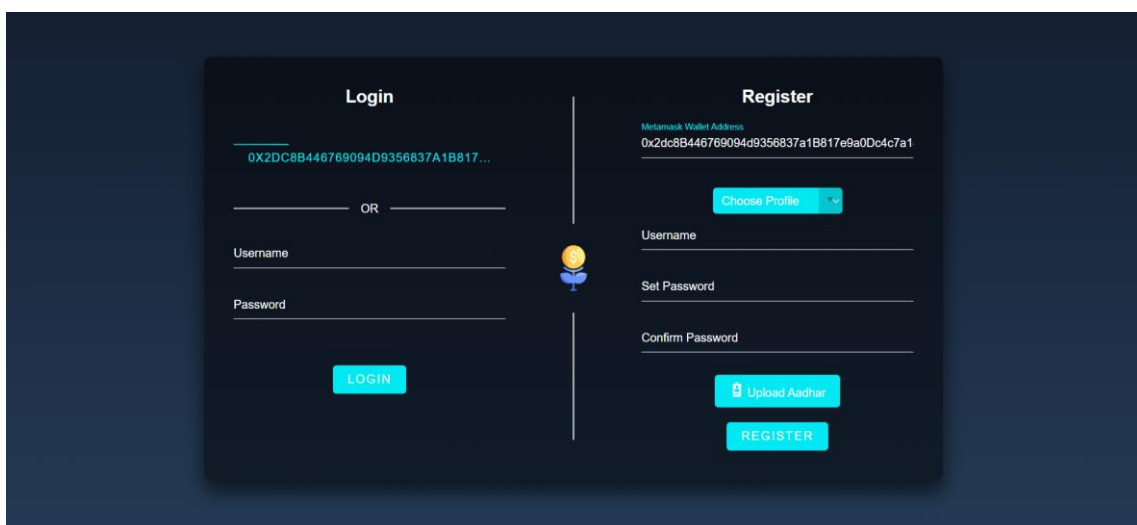 Login
0X2DC8B446769094D9356837A1B817...
OR
Username
Password
LOGIN
Register
Metamask Wallet Address
0x2dc8B446769094d9356837a1B817e9a0Dc4c7a1
Choose Profile
Username
Set Password
Confirm Password
Upload Aadhar
REGISTER